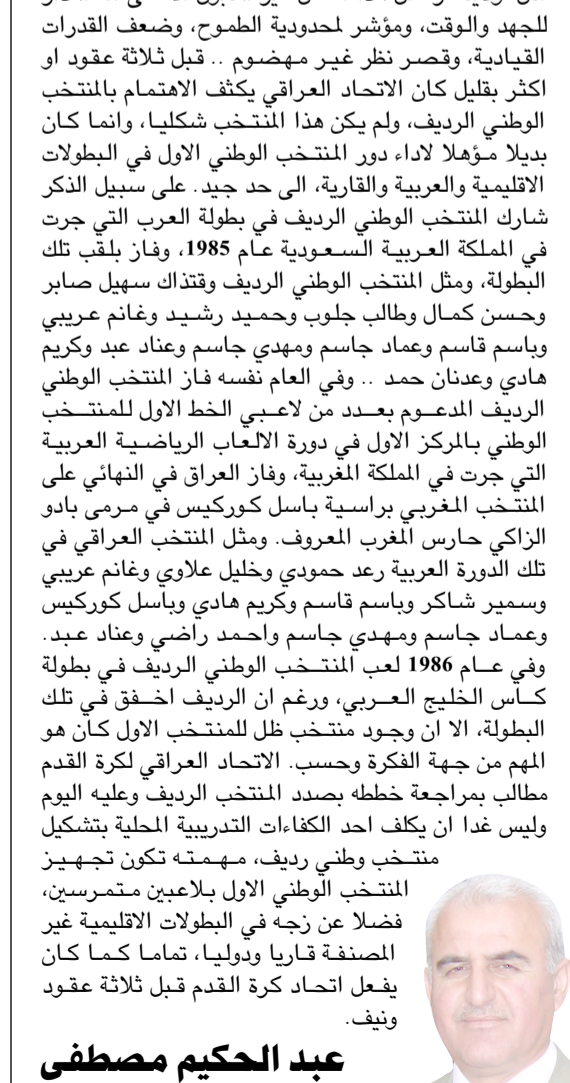 للجهد والوقت، ومؤشر لمحدودية الطموح، وضعف القدرات
القيادية، وقصر نظر غير مهضوم .. قبل ثلاثة عقود او
اكثر بقليل كان الاتحاد العراقي يكثف الاهتمام بالمنتخب
الوطني الرديف، ولم يكن هذا المنتخب شكليا، وانما كان
بديلا مؤهلا لاداء دور المنتخب الوطني الاول في البطولات
الاقليمية والعربية والقارية، الى حد جيد. على سبيل الذكر
شارك المنتخب الوطني الرديف في بطولة العرب التي جرت
في المملكة العربية السعودية عام 1985، وفاز بلقب تلك
البطولة، ومثل المنتخب الوطني الرديف وقتذاك سهيل صابر
وحسن كمال وطالب جلوب وحميد رشيد وغانم عريبي
وباسم قاسم وعماد جاسم ومهدي جاسم وعناد عبد وكريم
هادي وعدنان حمد .. وفي العام نفسه فاز المنتخب الوطني
الرديف المدعوم بعدد من لاعبي الخط الاول للمنتخب
الوطني بالمركز الاول في دورة الالعاب الرياضية العربية
التي جرت في المملكة المغربية، وفاز العراق في النهائي على
المنتخب المغربي براسية باسل كوركيس في مرمى بادو
الزاكي حارس المغرب المعروف. ومثل المنتخب العراقي في
تلك الدورة العربية رعد حمودي وخليل علاوي وغانم عريبي
وسمير شاكر وباسم قاسم وكريم هادي وباسل كوركيس
وعماد جاسم ومهدي جاسم واحمد راضي وعناد عبد.
وفي عام 1986 لعب المنتخب الوطني الرديف في بطولة
كاس الخليج العربي، ورغم ان الرديف اخفق في تلك
البطولة، الا ان وجود منتخب ظل للمنتخب الاول كان هو
المهم من جهة الفكرة وحسب. الاتحاد العراقي لكرة القدم
مطالب بمراجعة خططه بصدد المنتخب الرديف وعليه اليوم
وليس غدا ان يكلف احد الكفاءات التدريبية المحلية بتشكيل
منتخب وطني رديف، مهمته تكون تجهيز
المنتخب الوطني الاول بلاعبين متمرسين،
فضلا عن زجه في البطولات الاقليمية غير
المصنفة قاريا ودوليا، تماما كما كان
يفعل اتحاد كرة القدم قبل ثلاثة عقود
ونيف.
عبد الحكيم مصطفى